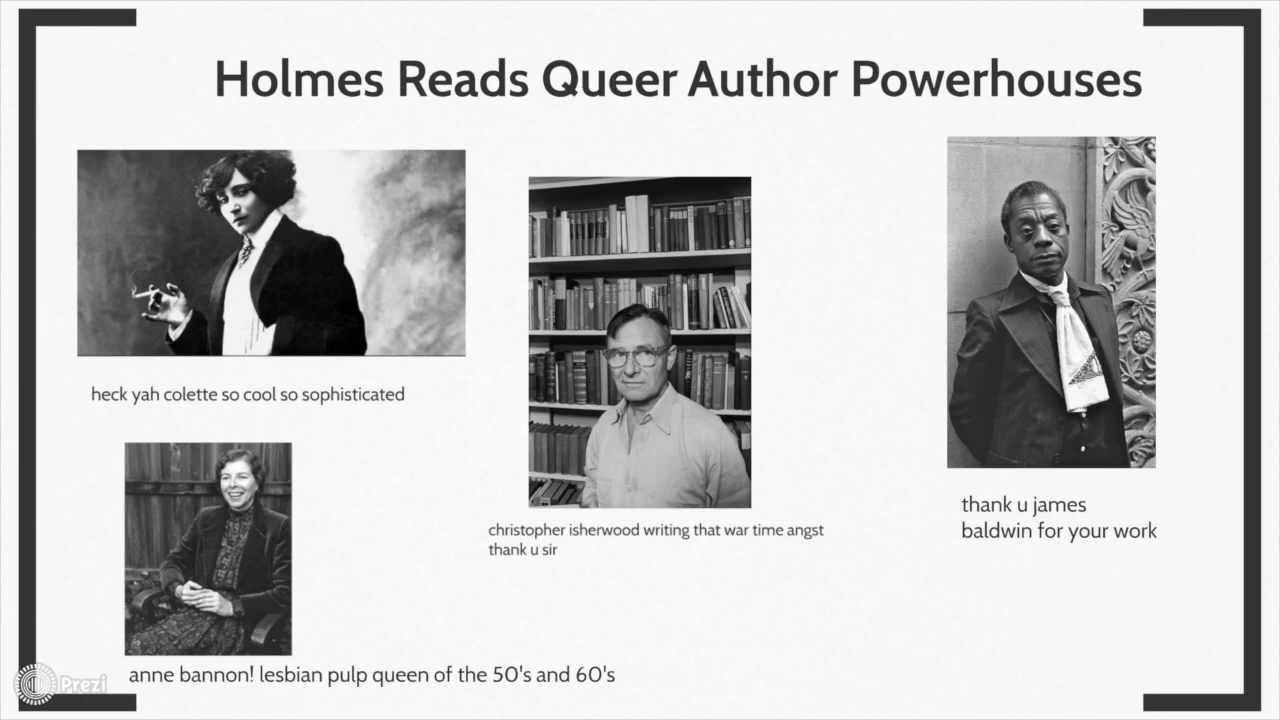 Holmes Reads Queer Author Powerhouses
heck yah colette so cool so sophisticated
christopher isherwood writing that war time angst
thank u sir
thank u james
baldwin for your work
anne bannon! lesbian pulp queen of the 50's and 60's
Prezi